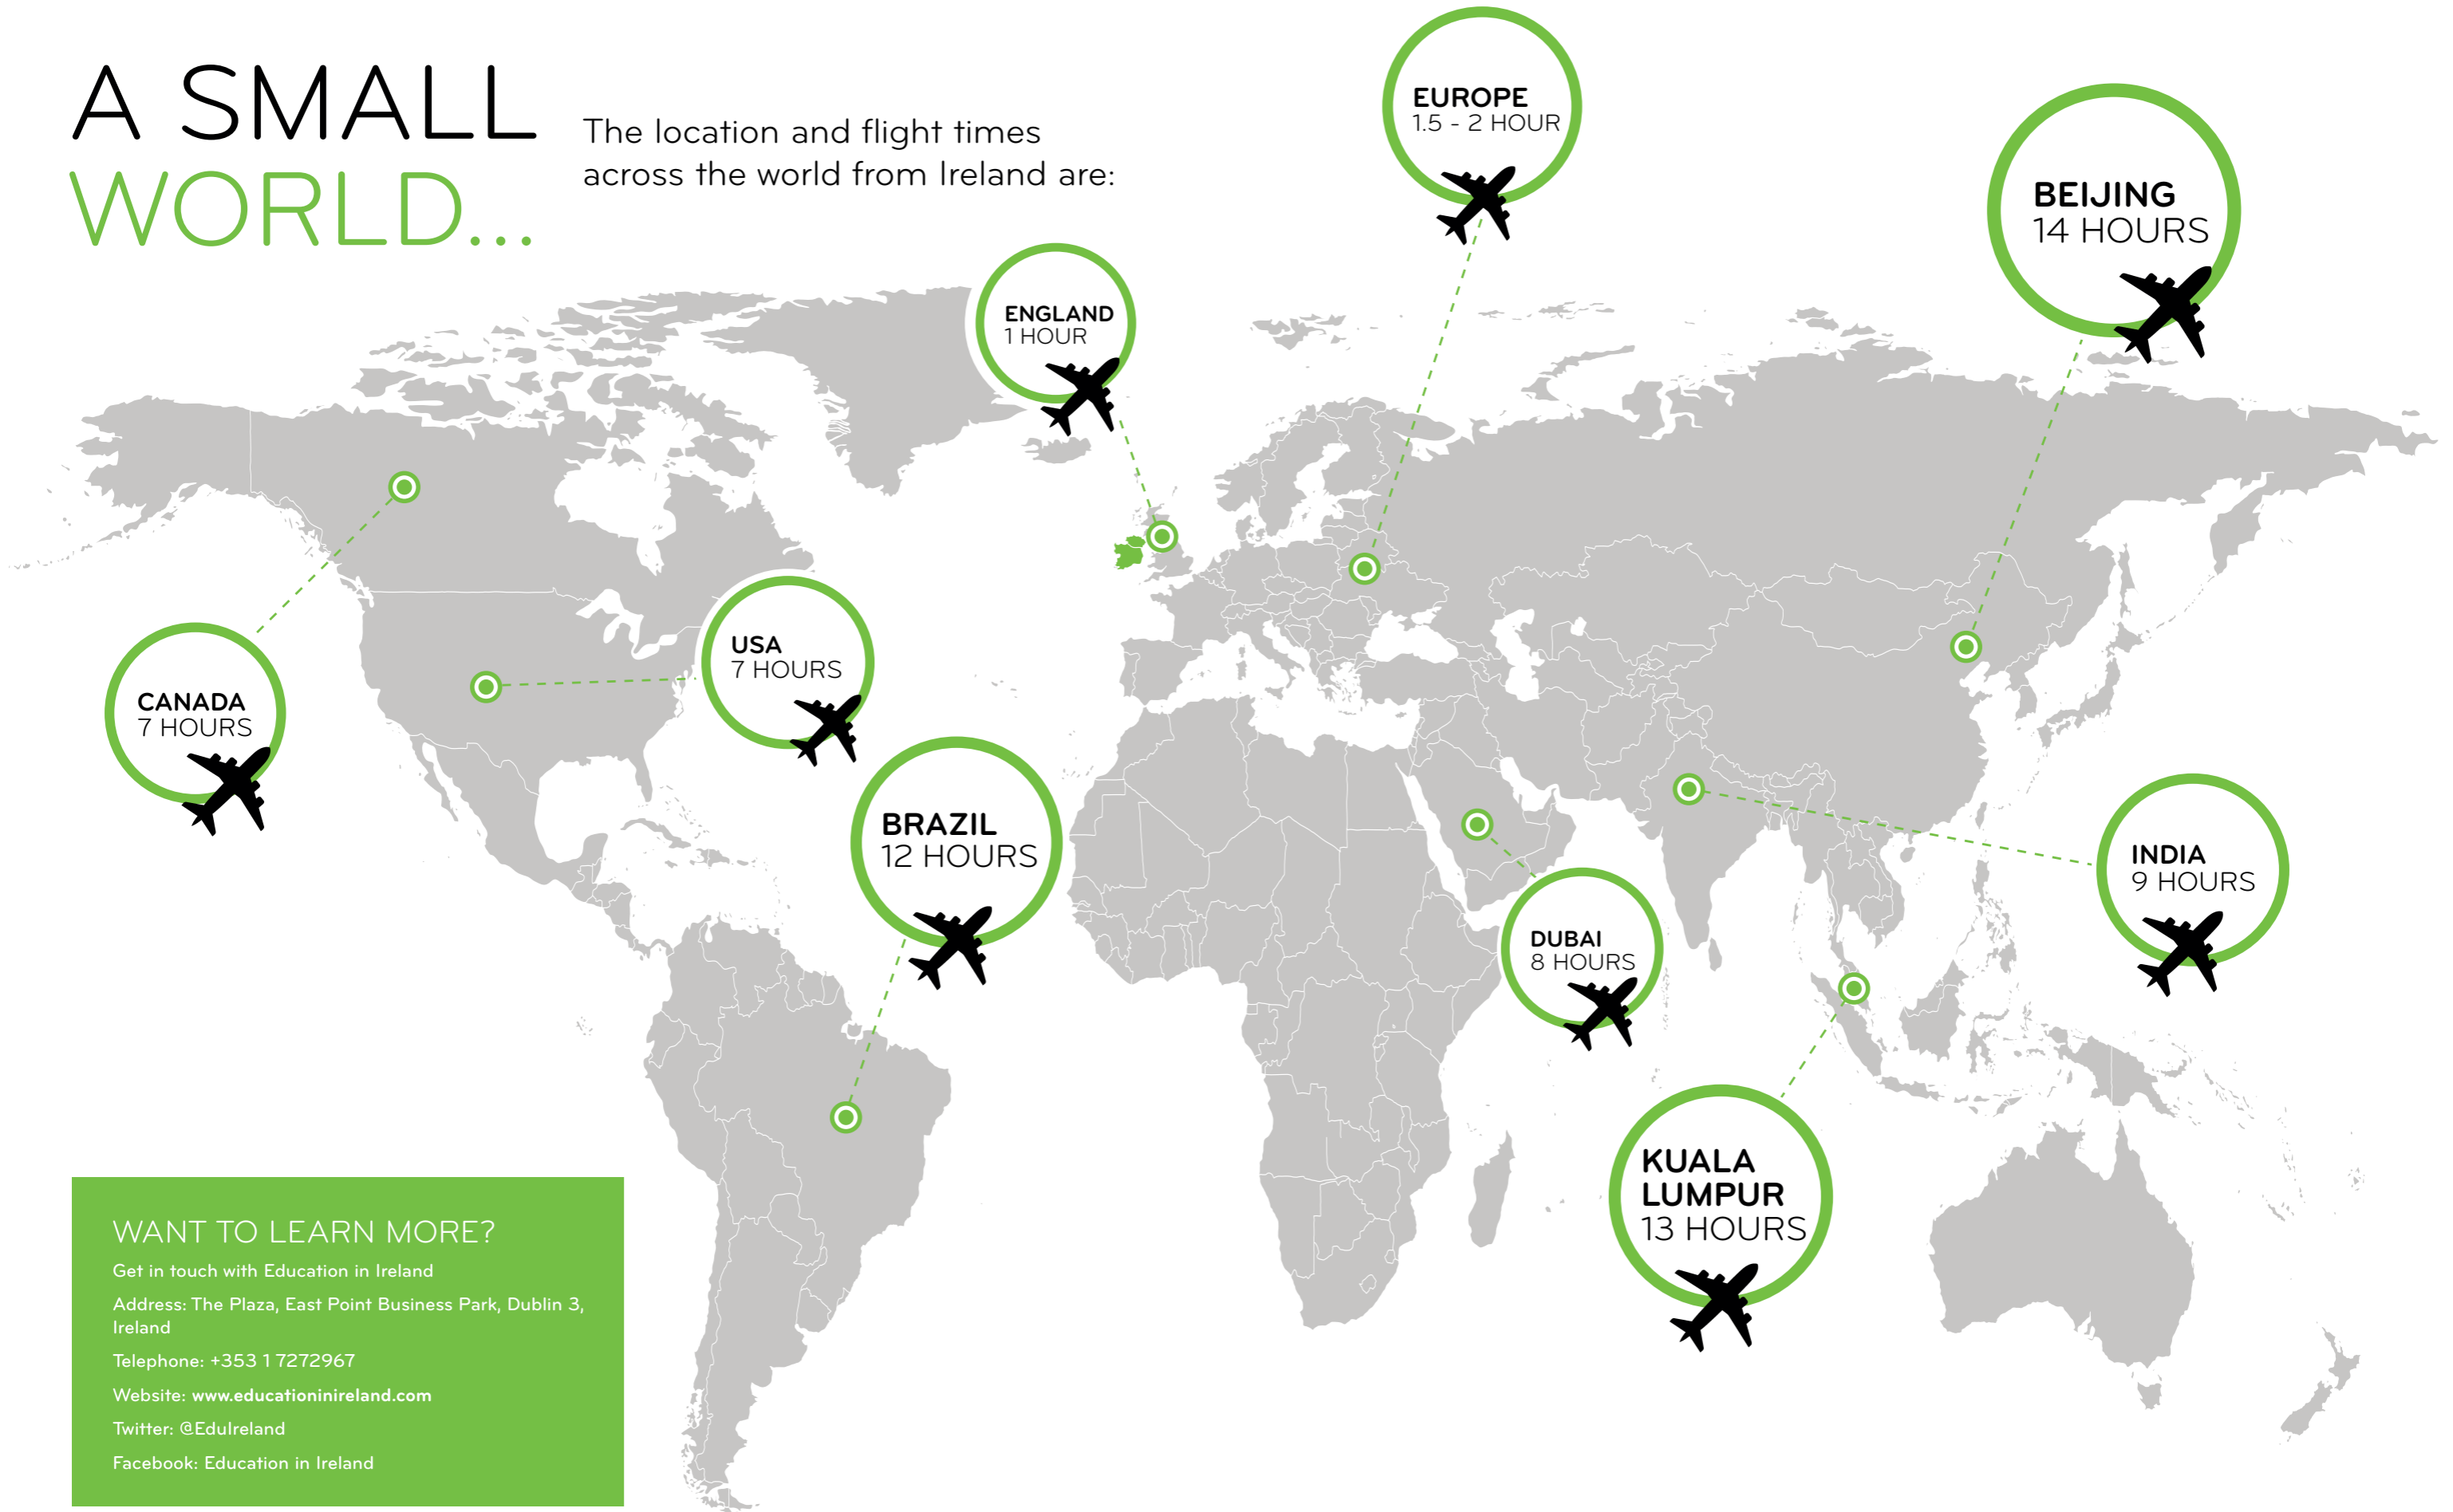 A SMALL
WORLD...
The location and flight times
across the world from Ireland are:
EUROPE
1.5 - 2 HOUR
BEIJING
14 HOURS
ENGLAND
1 HOUR
USA
7 HOURS
CANADA
7 HOURS
BRAZIL
12 HOURS
INDIA
9 HOURS
DUBAI
8 HOURS
KUALA
LUMPUR
13 HOURS
WANT TO LEARN MORE?
Get in touch with Education in Ireland
Address: The Plaza, East Point Business Park, Dublin 3,
Ireland
Telephone: +353 1 7272967
Website: www.educationinireland.com
Twitter: @EduIreland
Facebook: Education in Ireland